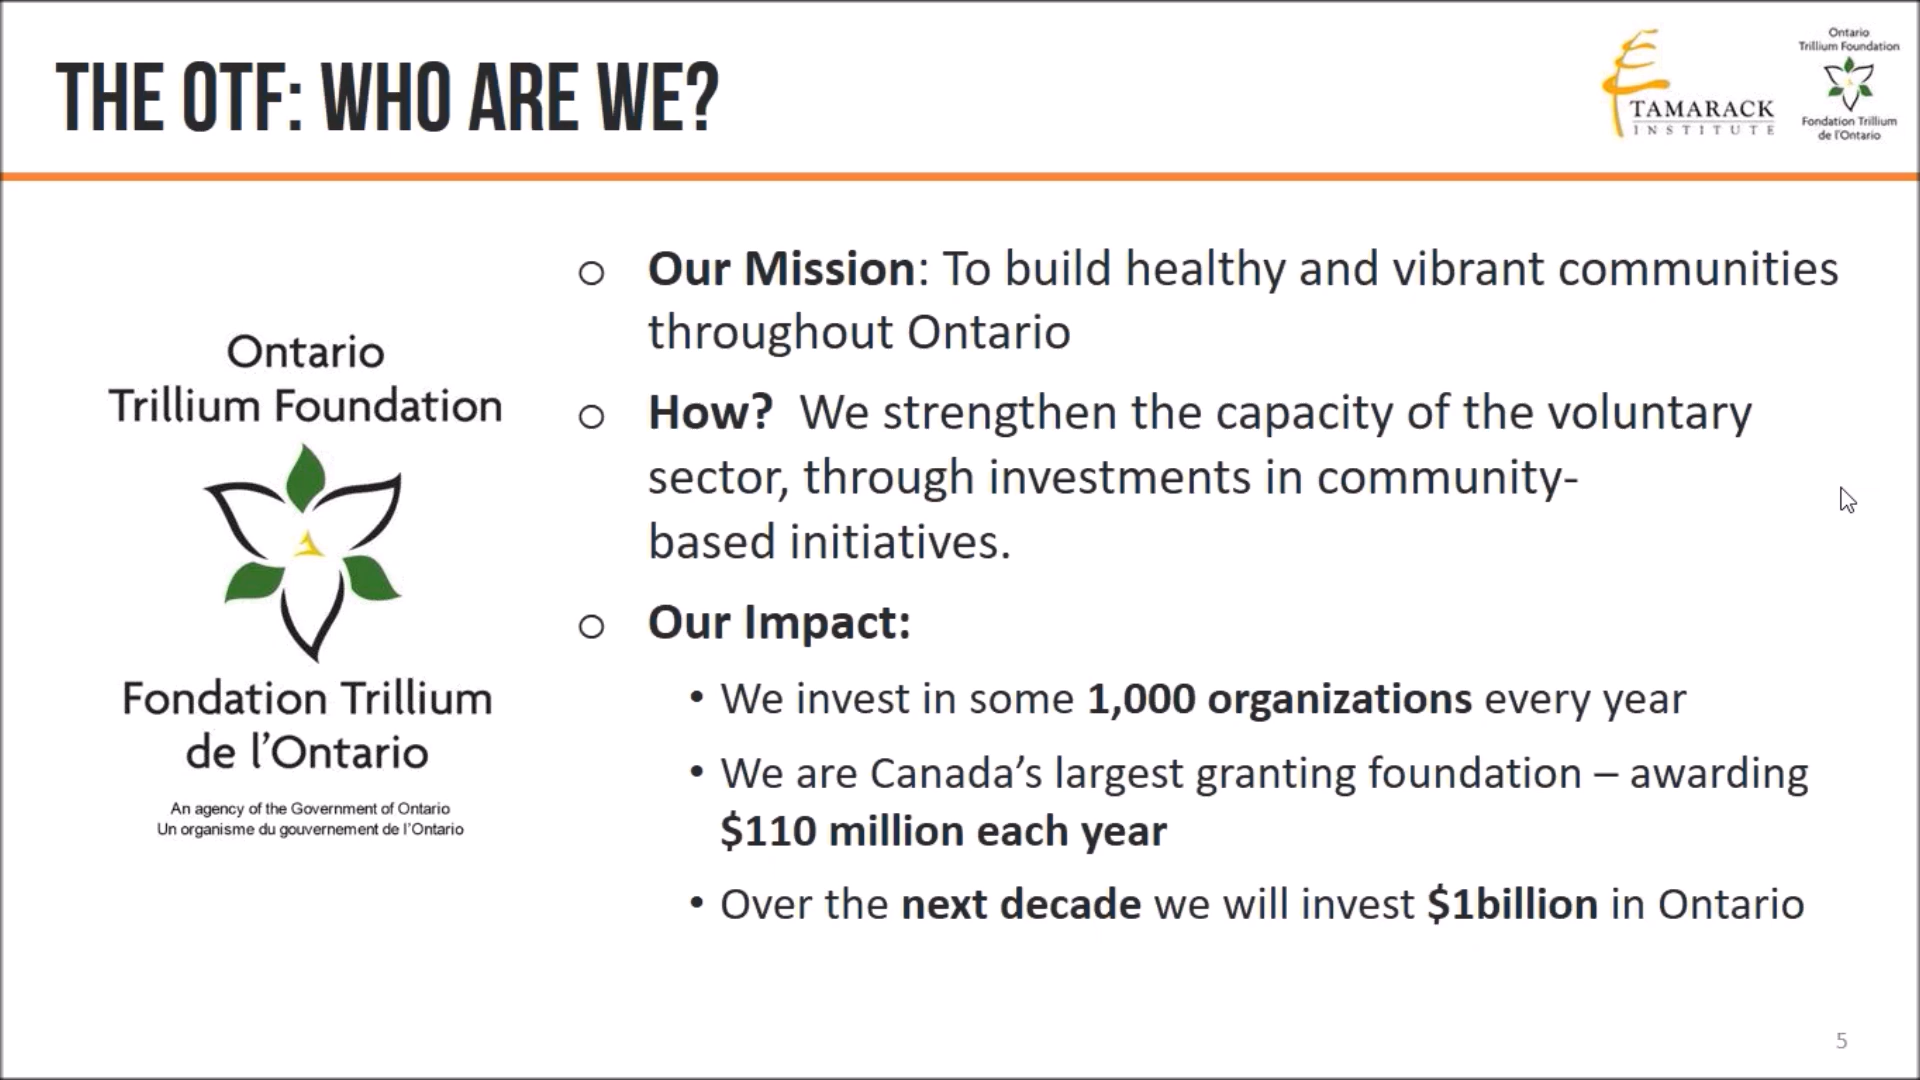 THE OTF: WHO ARE WE?
TAMARACK
INSTITUTE
Ontario
Trillium Foundation
Fondation Trillium
de l'Ontario
Ontario
Trillium Foundation
Fondation Trillium
de l'Ontario
An agency of the Government of Ontario
Un organisme du gouvernement de l'Ontario
o Our Mission: To build healthy and vibrant communities
throughout Ontario
o How?  We strengthen the capacity of the voluntary
sector, through investments in community-
based initiatives.
o Our Impact:
• We invest in some 1,000 organizations every year
• We are Canada's largest granting foundation – awarding
$110 million each year
• Over the next decade we will invest $1billion in Ontario
5